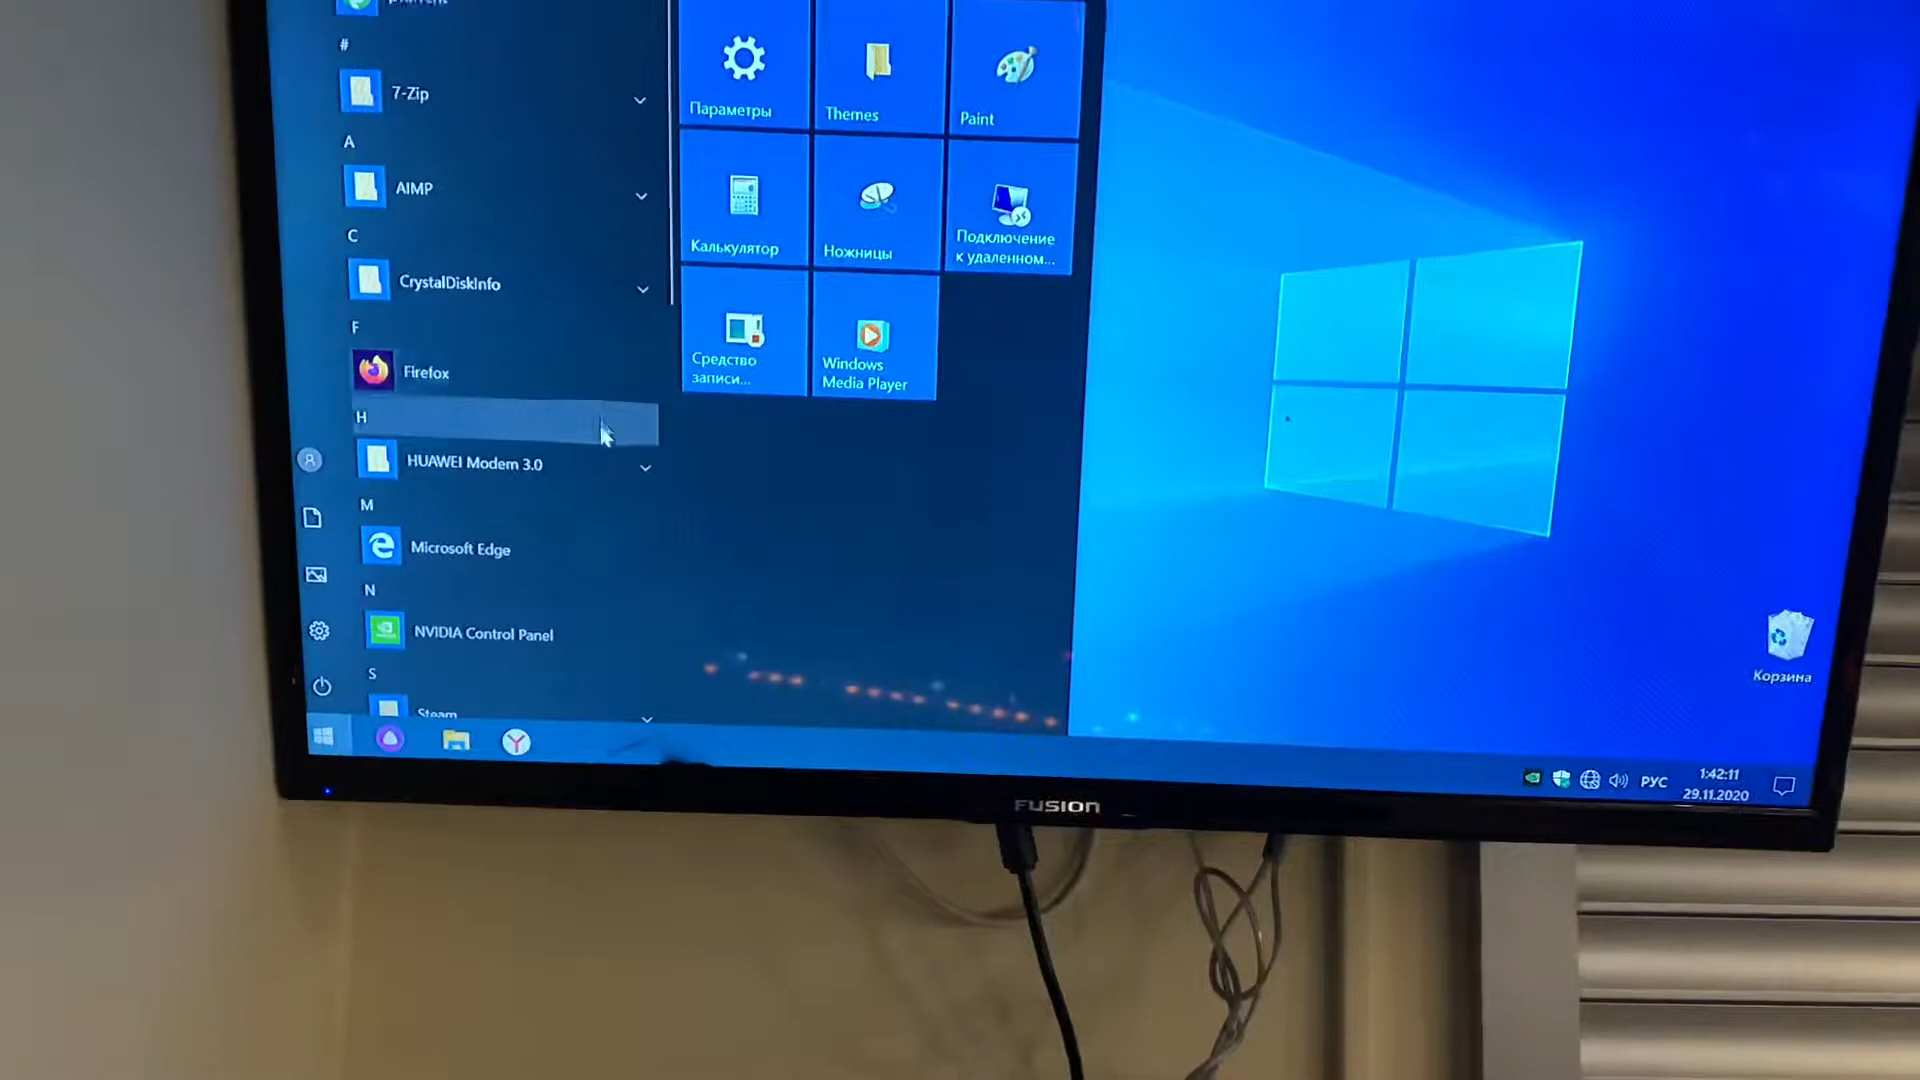 #
7-Zip
A
AIMP
C
CrystalDiskInfo
F
Firefox
H
HUAWEI Modem 3.0
M
Microsoft Edge
N
NVIDIA Control Panel
S
Steam
Параметры
Themes
Paint
Калькулятор
Ножницы
Подключение
к удаленном...
Средство
записи...
Windows
Media Player
Корзина
РУС
1:42:11
29.11.2020
FUSION